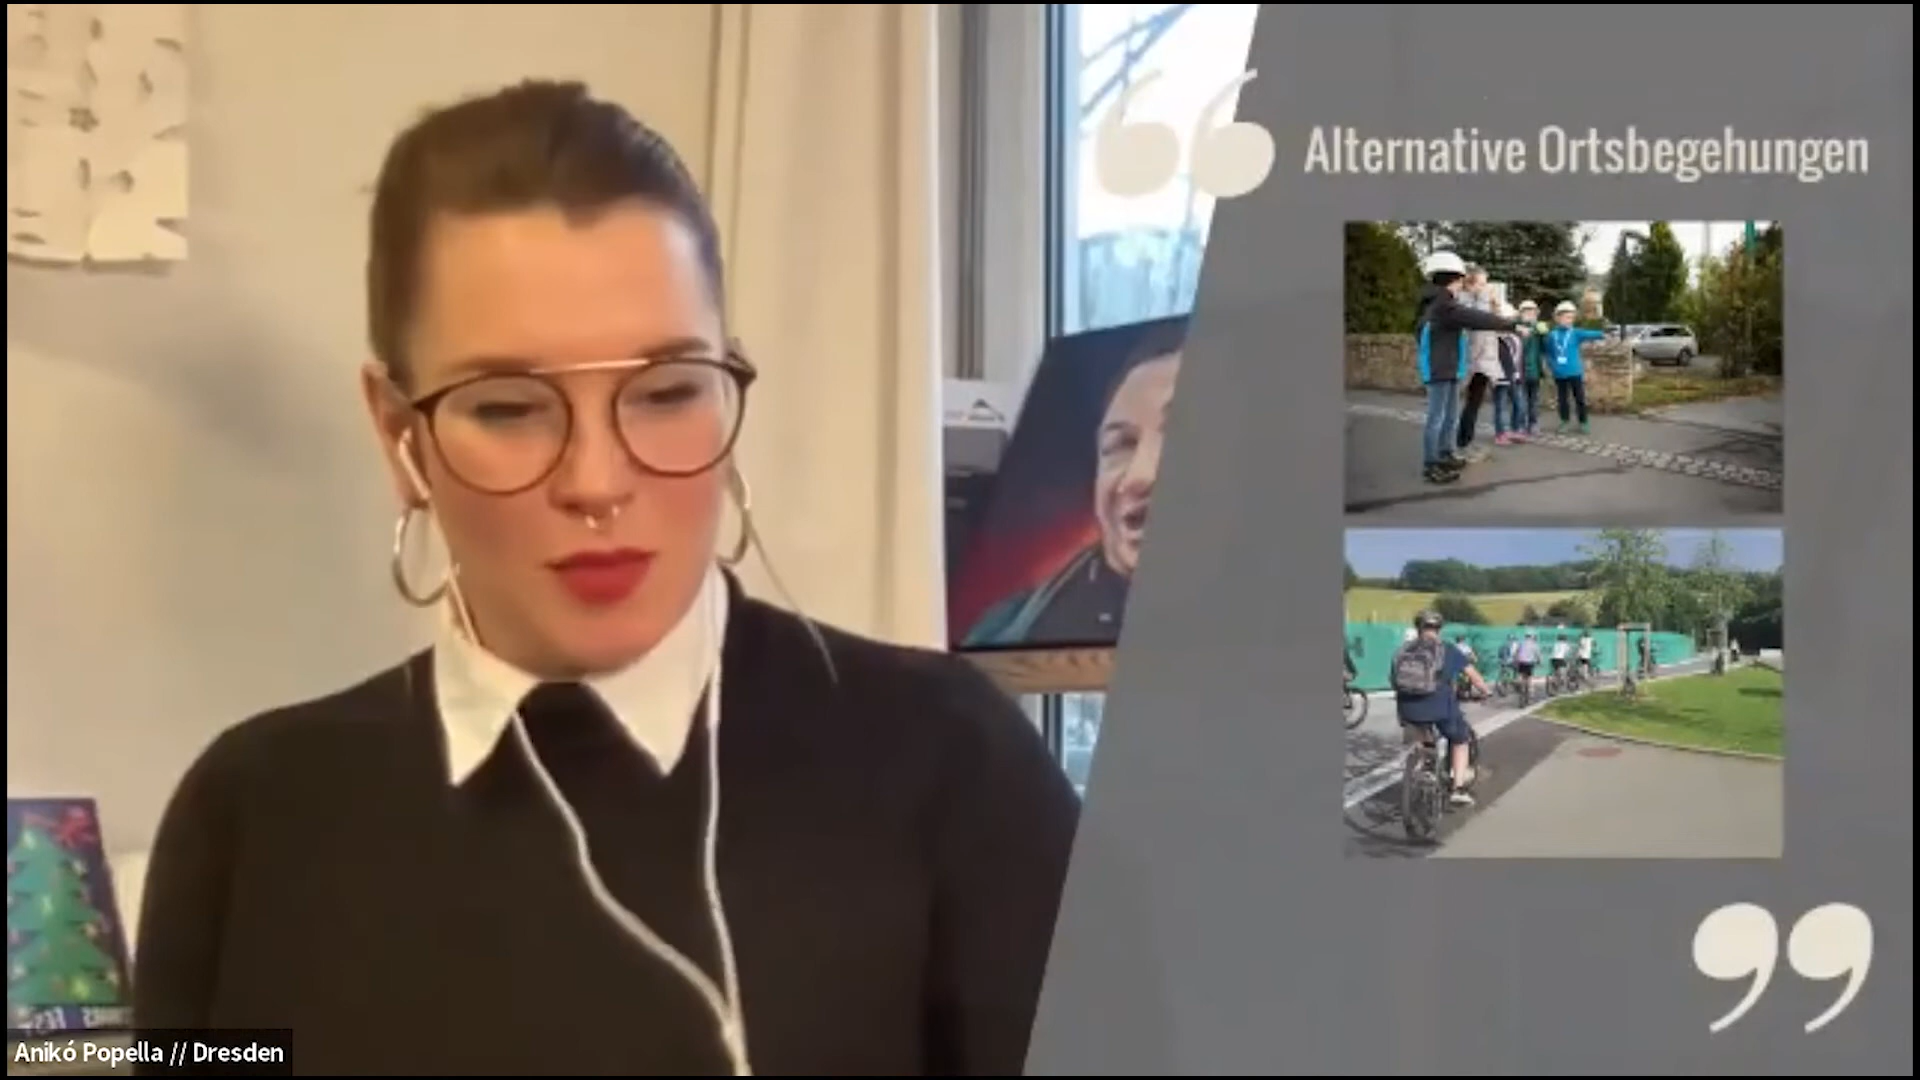 Alternative Ortsbegehungen
Anikó Popella // Dresden